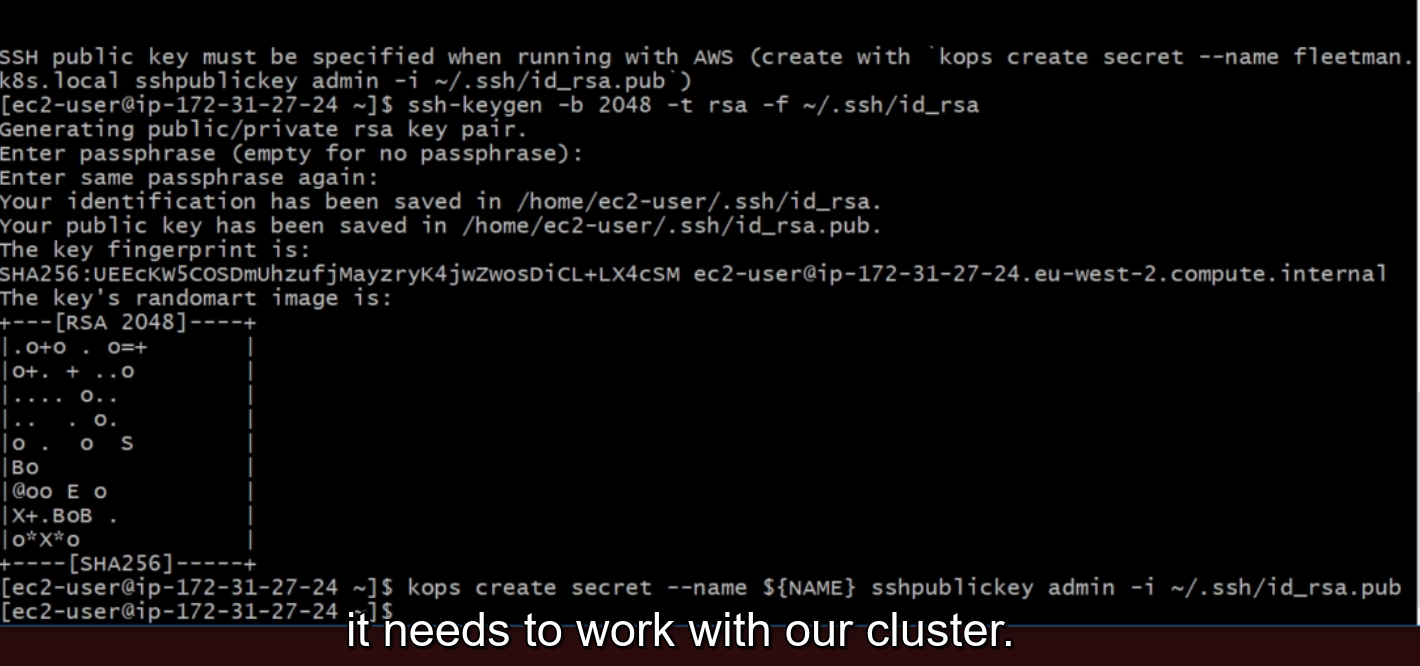 SSH public key must be specified when running with AWS (create with `kops create secret --name fleetman.
k8s.local sshpublickey admin -i ~/.ssh/id_rsa.pub`)
[ec2-user@ip-172-31-27-24 ~]$ ssh-keygen -b 2048 -t rsa -f ~/.ssh/id_rsa
Generating public/private rsa key pair.
Enter passphrase (empty for no passphrase):
Enter same passphrase again:
Your identification has been saved in /home/ec2-user/.ssh/id_rsa.
Your public key has been saved in /home/ec2-user/.ssh/id_rsa.pub.
The key fingerprint is:
SHA256:UEEcKW5COSDmUhzufjMayzryK4jwZwosDiCL+LX4cSM ec2-user@ip-172-31-27-24.eu-west-2.compute.internal
The key's randomart image is:
+---[RSA 2048]----+
|.o+o . o=+       |
|o+. + ..o        |
|.... o..         |
|..  . o.         |
|o .  o  S        |
|Bo               |
|@oo E o          |
|X+.BoB .         |
|o*X*o            |
+----[SHA256]-----+
[ec2-user@ip-172-31-27-24 ~]$ kops create secret --name ${NAME} sshpublickey admin -i ~/.ssh/id_rsa.pub
[ec2-user@ip-172-31-27-24 ~]$
it needs to work with our cluster.